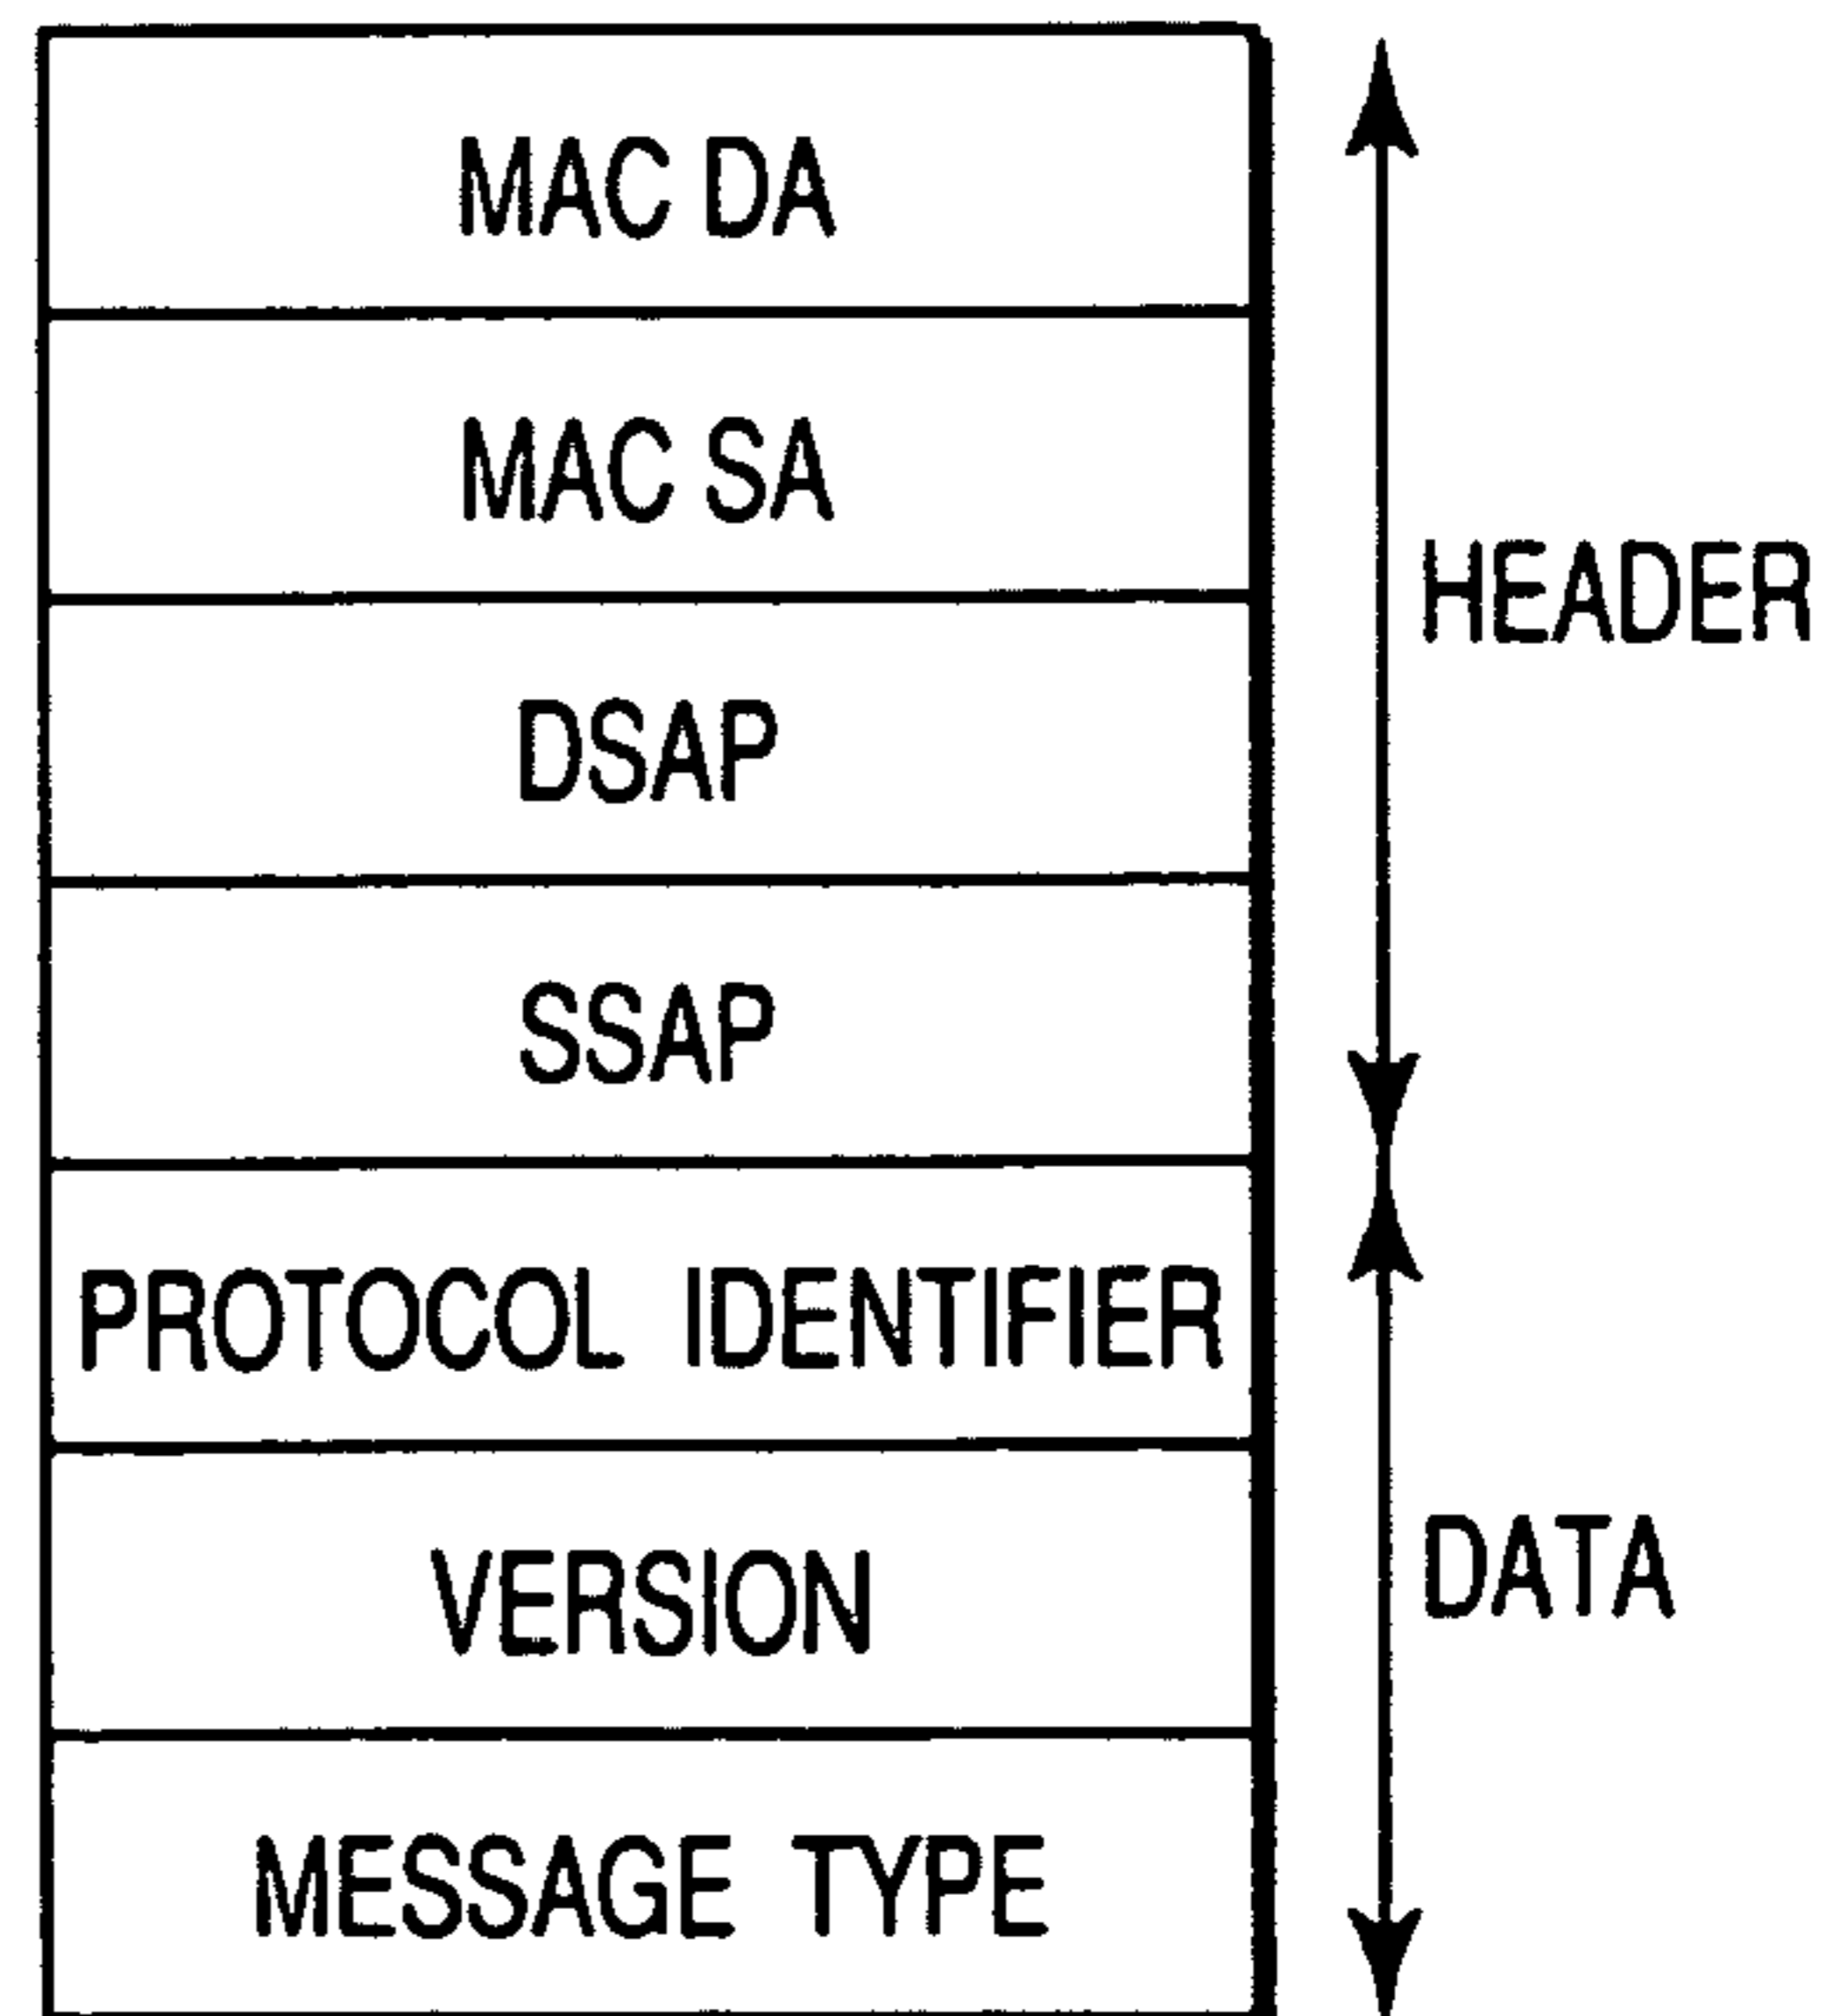 MAC DA
MAC SA
DSAP
SSAP
HEADER
PROTOCOL IDENTIFIER
VERSION
MESSAGE TYPE
DATA